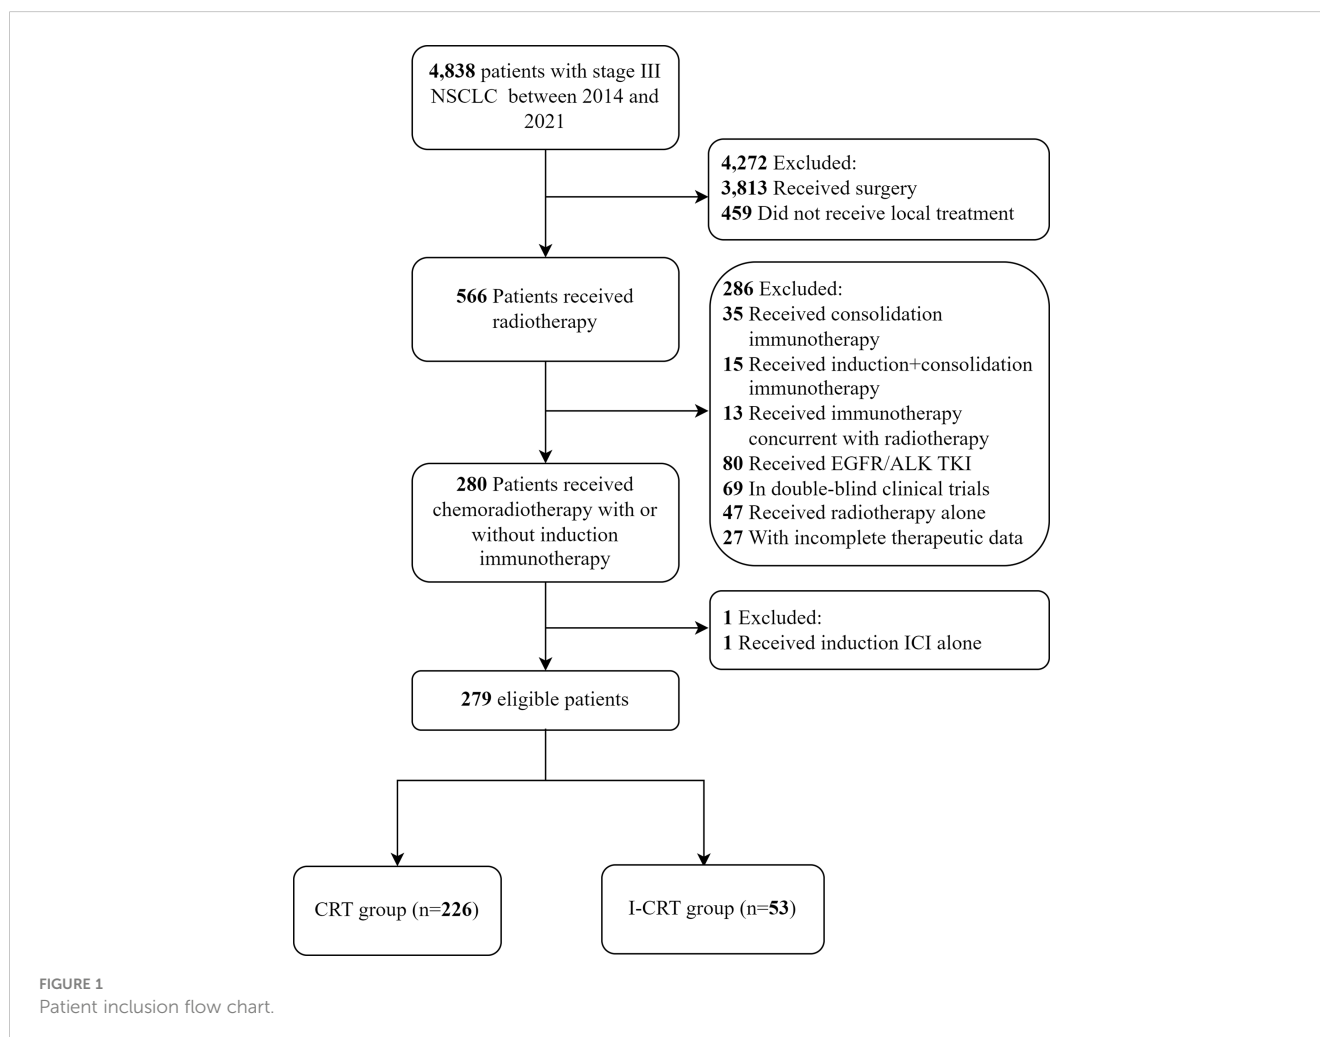 4,838 patients with stage III
NSCLC between 2014 and
2021
4,272 Excluded:
3,813 Received surgery
459 Did not receive local treatment
566 Patients received
radiotherapy
286 Excluded:
35 Received consolidation
immunotherapy
15 Received induction+consolidation
immunotherapy
13 Received immunotherapy
concurrent with radiotherapy
80 Received EGFR/ALK TKI
69 In double-blind clinical trials
47 Received radiotherapy alone
27 With incomplete therapeutic data
280 Patients received
chemoradiotherapy with or
without induction
immunotherapy
1 Excluded:
1 Received induction ICI alone
279 eligible patients
CRT group (n=226)
I-CRT group (n=53)
FIGURE 1
Patient inclusion flow chart.